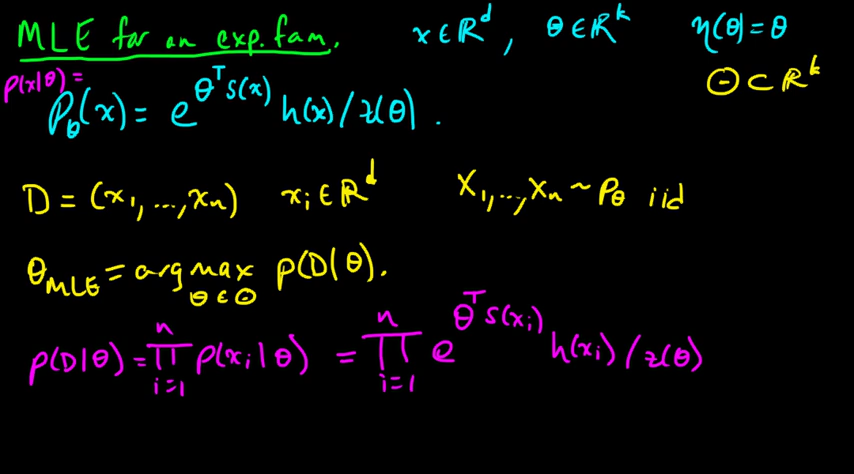 MLE for an exp. fam. x ∈ ℝ^d, θ ∈ ℝ^k η(θ) = θ
Θ ⊂ ℝ^k
p(x|θ) =
P_θ(x) = e^{θ^T s(x)} h(x) / z(θ).
D = (x_1, ..., x_n) x_i ∈ ℝ^d X_1, ..., X_n ~ P_θ iid
θ_MLE = arg max_{θ ∈ Θ} p(D|θ).
p(D|θ) = ∏_{i=1}^{n} p(x_i|θ) = ∏_{i=1}^{n} e^{θ^T s(x_i)} h(x_i) / z(θ)